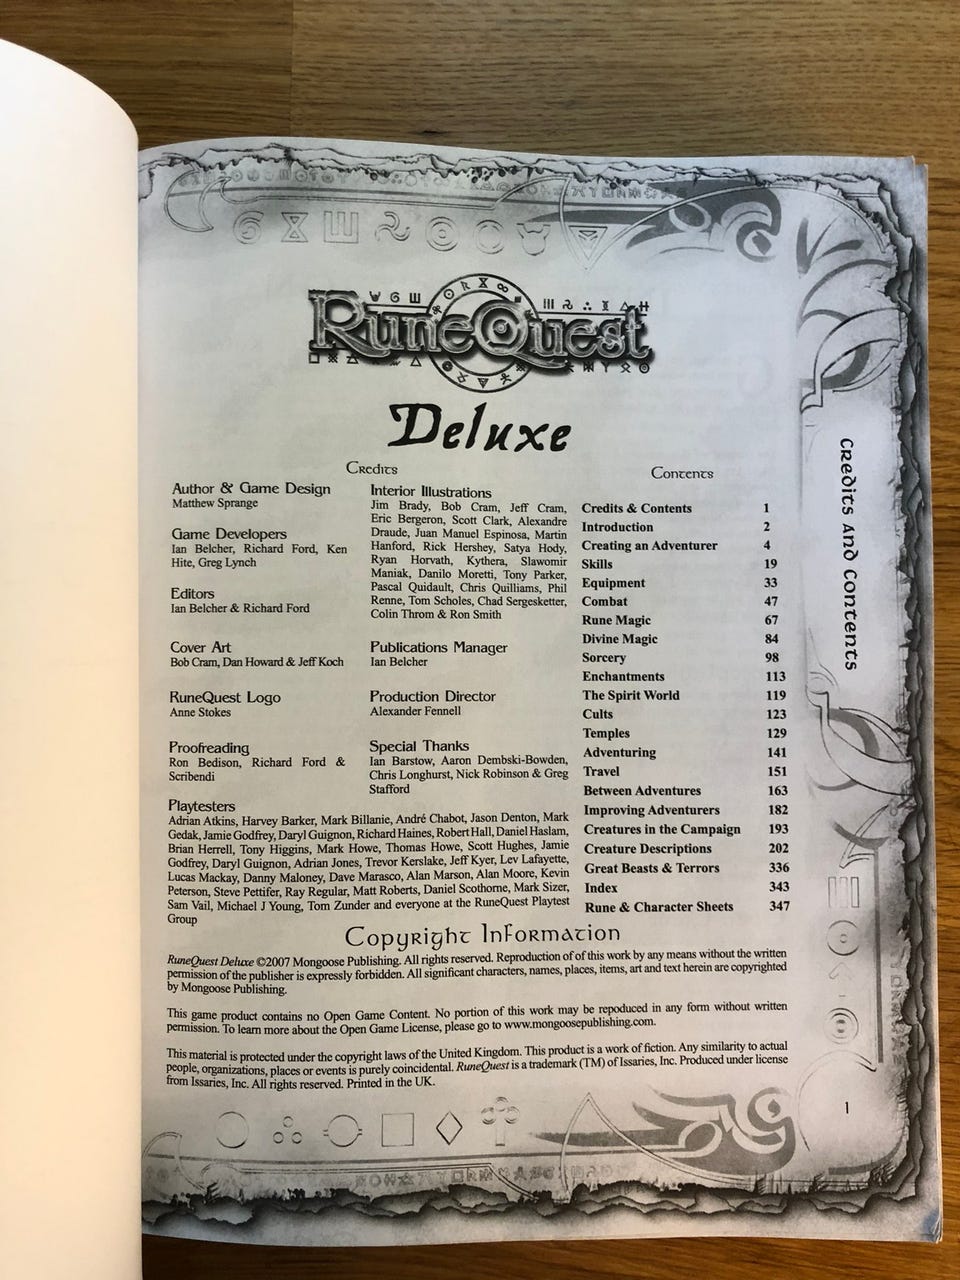 RuneQuest
Deluxe
Credits
Author & Game Design
Matthew Sprange
Game Developers
Ian Belcher, Richard Ford, Ken
Hite, Greg Lynch
Editors
Ian Belcher & Richard Ford
Cover Art
Bob Cram, Dan Howard & Jeff Koch
RuneQuest Logo
Anne Stokes
Proofreading
Ron Bedison, Richard Ford &
Scribendi
Interior Illustrations
Jim Brady, Bob Cram, Jeff Cram,
Eric Bergeron, Scott Clark, Alexandre
Draude, Juan Manuel Espinosa, Martin
Hanford, Rick Hershey, Satya Hody,
Ryan Horvath, Kythera, Slawomir
Maniak, Danilo Moretti, Tony Parker,
Pascal Quidault, Chris Quilliams, Phil
Renne, Tom Scholes, Chad Sergesketter,
Colin Throm & Ron Smith
Publications Manager
Ian Belcher
Production Director
Alexander Fennell
Special Thanks
Ian Barstow, Aaron Dembski-Bowden,
Chris Longhurst, Nick Robinson & Greg
Stafford
Playtesters
Adrian Atkins, Harvey Barker, Mark Billanie, André Chabot, Jason Denton, Mark
Gedak, Jamie Godfrey, Daryl Guignon, Richard Haines, Robert Hall, Daniel Haslam,
Brian Herrell, Tony Higgins, Mark Howe, Thomas Howe, Scott Hughes, Jamie
Godfrey, Daryl Guignon, Adrian Jones, Trevor Kerslake, Jeff Kyer, Lev Lafayette,
Lucas Mackay, Danny Maloney, Dave Marasco, Alan Marson, Alan Moore, Kevin
Peterson, Steve Pettifer, Ray Regular, Matt Roberts, Daniel Scothorne, Mark Sizer,
Sam Vail, Michael J Young, Tom Zunder and everyone at the RuneQuest Playtest
Group
Contents
Credits & Contents 1
Introduction 2
Creating an Adventurer 4
Skills 19
Equipment 33
Combat 47
Rune Magic 67
Divine Magic 84
Sorcery 98
Enchantments 113
The Spirit World 119
Cults 123
Temples 129
Adventuring 141
Travel 151
Between Adventures 163
Improving Adventurers 182
Creatures in the Campaign 193
Creature Descriptions 202
Great Beasts & Terrors 336
Index 343
Rune & Character Sheets 347
Copyright Information
RuneQuest Deluxe ©2007 Mongoose Publishing. All rights reserved. Reproduction of of this work by any means without the written
permission of the publisher is expressly forbidden. All significant characters, names, places, items, art and text herein are copyrighted
by Mongoose Publishing.
This game product contains no Open Game Content. No portion of this work may be repoduced in any form without written
permission. To learn more about the Open Game License, please go to www.mongoosepublishing.com.
This material is protected under the copyright laws of the United Kingdom. This product is a work of fiction. Any similarity to actual
people, organizations, places or events is purely coincidental. RuneQuest is a trademark (TM) of Issaries, Inc. Produced under license
from Issaries, Inc. All rights reserved. Printed in the UK.
Credits and Contents
1